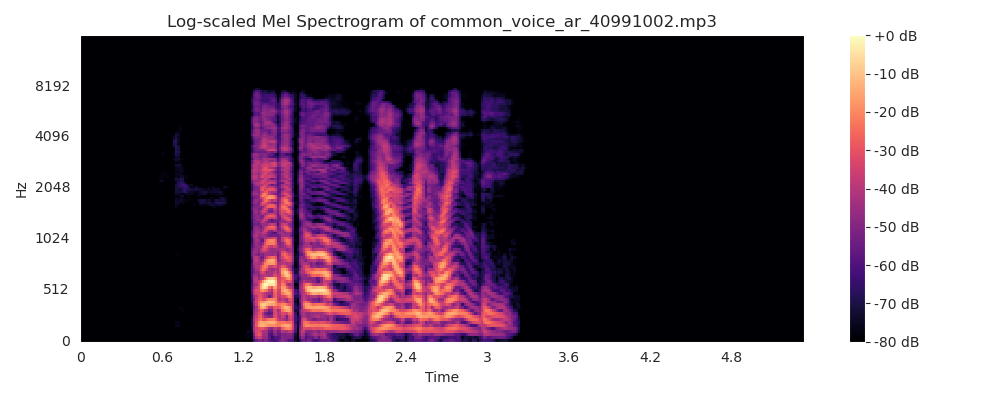 Log-scaled Mel Spectrogram of common_voice_ar_40991002.mp3
Hz
8192
4096
2048
1024
512
0
0 0.6 1.2 1.8 2.4 3 3.6 4.2 4.8
Time
+0 dB
-10 dB
-20 dB
-30 dB
-40 dB
-50 dB
-60 dB
-70 dB
-80 dB